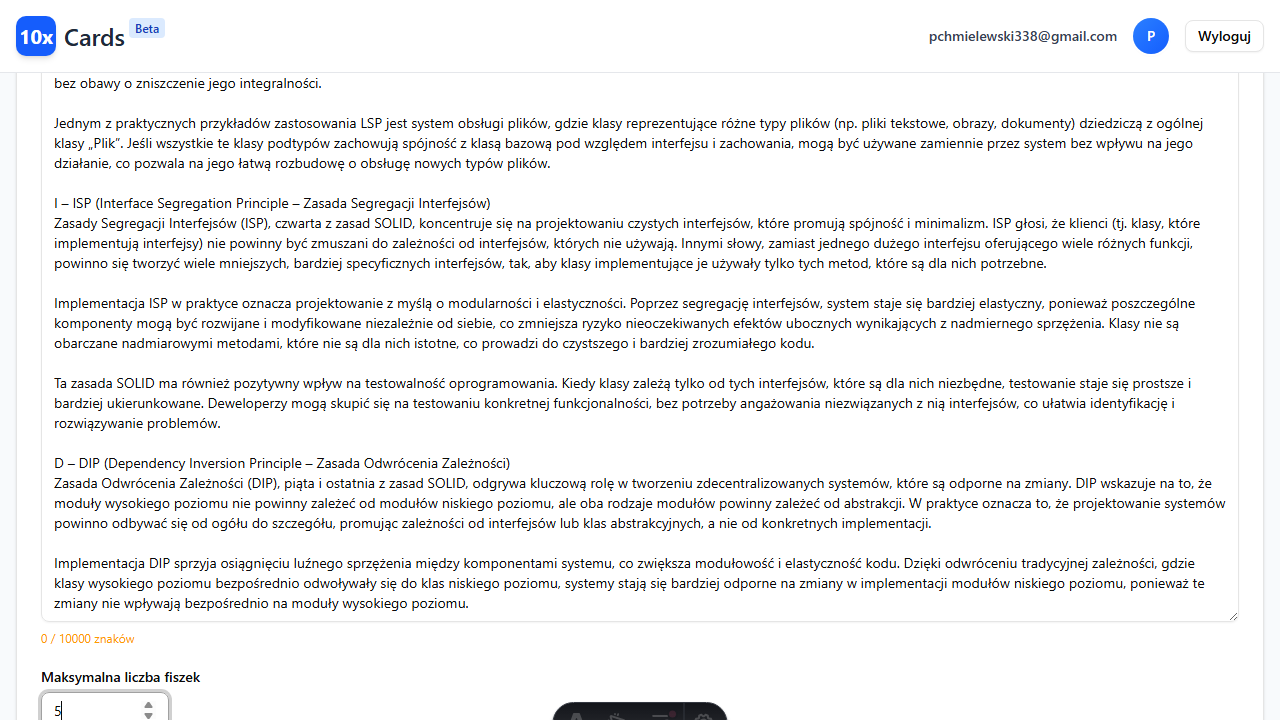 10x Cards Beta
pchmielewski338@gmail.com P Wyloguj
bez obawy o zniszczenie jego integralności.
Jednym z praktycznych przykładów zastosowania LSP jest system obsługi plików, gdzie klasy reprezentujące różne typy plików (np. pliki tekstowe, obrazy, dokumenty) dziedziczą z ogólnej
klasy „Plik”. Jeśli wszystkie te klasy podtypów zachowują spójność z klasą bazową pod względem interfejsu i zachowania, mogą być używane zamiennie przez system bez wpływu na jego
działanie, co pozwala na jego łatwą rozbudowę o obsługę nowych typów plików.
I – ISP (Interface Segregation Principle – Zasada Segregacji Interfejsów)
Zasady Segregacji Interfejsów (ISP), czwarta z zasad SOLID, koncentruje się na projektowaniu czystych interfejsów, które promują spójność i minimalizm. ISP głosi, że klienci (tj. klasy, które
implementują interfejsy) nie powinny być zmuszani do zależności od interfejsów, których nie używają. Innymi słowy, zamiast jednego dużego interfejsu oferującego wiele różnych funkcji,
powinno się tworzyć wiele mniejszych, bardziej specyficznych interfejsów, tak, aby klasy implementujące je używały tylko tych metod, które są dla nich potrzebne.
Implementacja ISP w praktyce oznacza projektowanie z myślą o modularności i elastyczności. Poprzez segregację interfejsów, system staje się bardziej elastyczny, ponieważ poszczególne
komponenty mogą być rozwijane i modyfikowane niezależnie od siebie, co zmniejsza ryzyko nieoczekiwanych efektów ubocznych wynikających z nadmiernego sprzężenia. Klasy nie są
obarczane nadmiarowymi metodami, które nie są dla nich istotne, co prowadzi do czystszego i bardziej zrozumiałego kodu.
Ta zasada SOLID ma również pozytywny wpływ na testowalność oprogramowania. Kiedy klasy zależą tylko od tych interfejsów, które są dla nich niezbędne, testowanie staje się prostsze i
bardziej ukierunkowane. Deweloperzy mogą skupić się na testowaniu konkretnej funkcjonalności, bez potrzeby angażowania niezwiązanych z nią interfejsów, co ułatwia identyfikację i
rozwiązywanie problemów.
D – DIP (Dependency Inversion Principle – Zasada Odwrócenia Zależności)
Zasada Odwrócenia Zależności (DIP), piąta i ostatnia z zasad SOLID, odgrywa kluczową rolę w tworzeniu zdecentralizowanych systemów, które są odporne na zmiany. DIP wskazuje na to, że
moduły wysokiego poziomu nie powinny zależeć od modułów niskiego poziomu, ale oba rodzaje modułów powinny zależeć od abstrakcji. W praktyce oznacza to, że projektowanie systemów
powinno odbywać się od ogółu do szczegółu, promując zależności od interfejsów lub klas abstrakcyjnych, a nie od konkretnych implementacji.
Implementacja DIP sprzyja osiągnięciu luźnego sprzężenia między komponentami systemu, co zwiększa modułowość i elastyczność kodu. Dzięki odwróceniu tradycyjnej zależności, gdzie
klasy wysokiego poziomu bezpośrednio odwoływały się do klas niskiego poziomu, systemy stają się bardziej odporne na zmiany w implementacji modułów niskiego poziomu, ponieważ te
zmiany nie wpływają bezpośrednio na moduły wysokiego poziomu.
0 / 10000 znaków
Maksymalna liczba fiszek
5